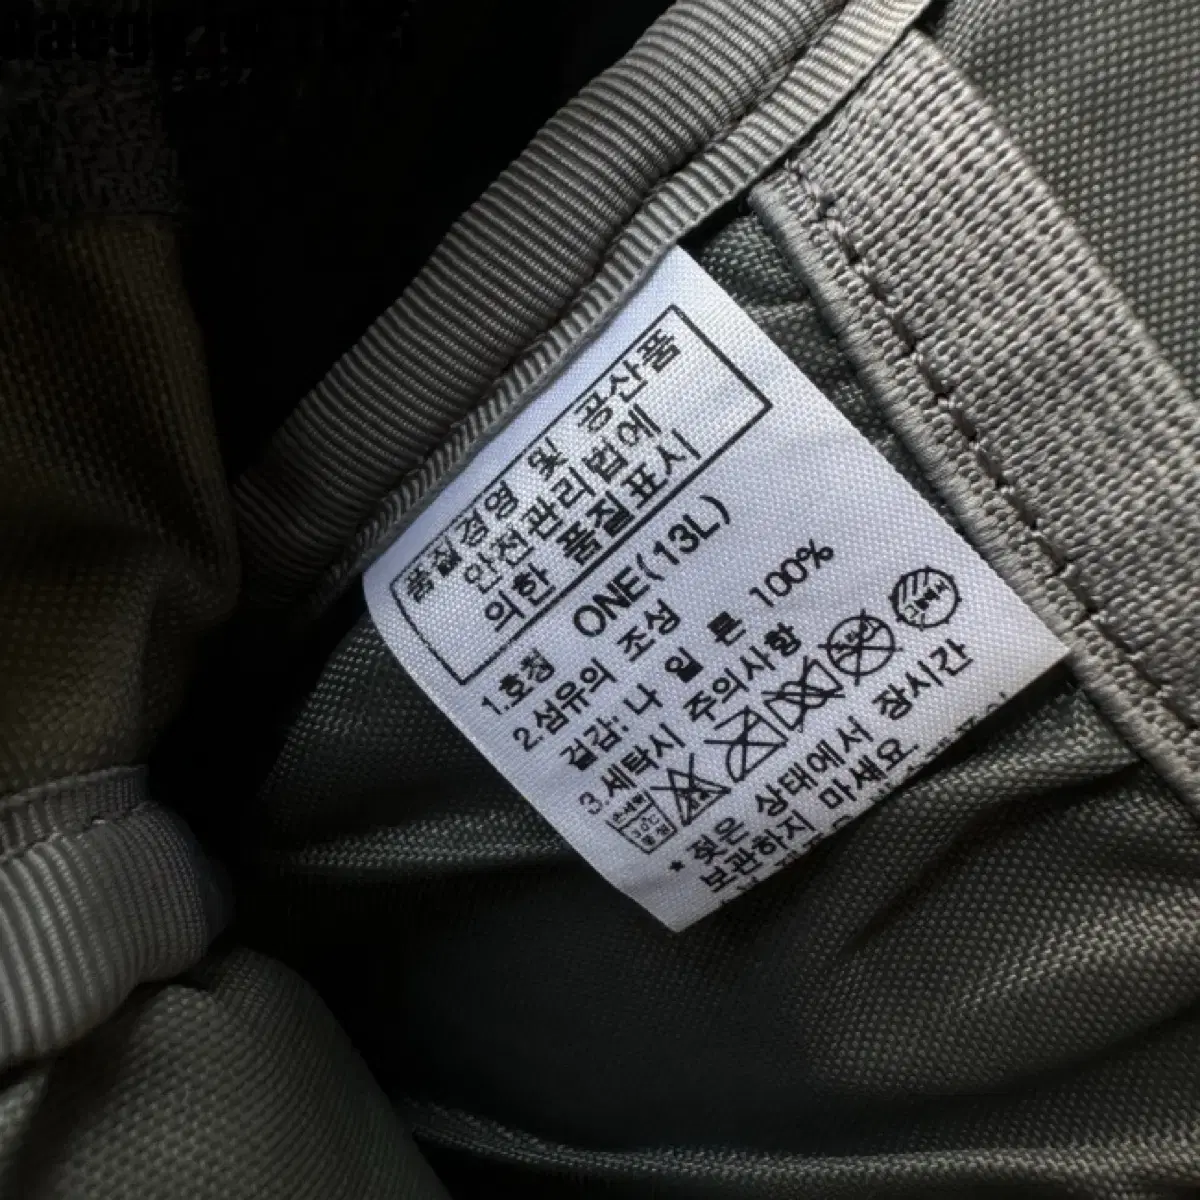 품질경영 및 공산품
안전관리법에
의한 품질표시
1.호칭 ONE(13L)
2.섬유의 조성
겉감: 나 일 론 100%
3.세탁시 주의사항
* 젖은 상태에서 장시간
보관하지 마세요.